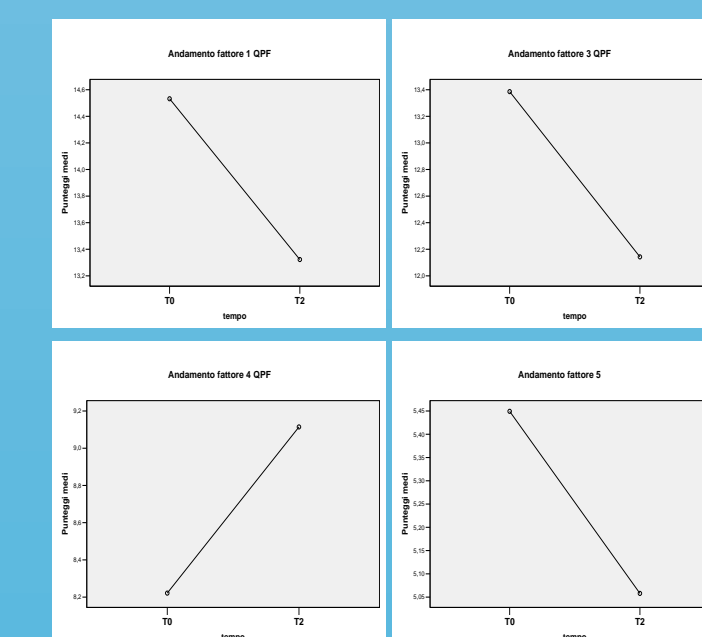 Andamento fattore 1 QPF
Punteggi medi
14,6
14,4
14,2
14,0
13,8
13,6
13,4
13,2
T0 T2
tempo
Andamento fattore 3 QPF
Punteggi medi
13,4
13,2
13,0
12,8
12,6
12,4
12,2
12,0
T0 T2
tempo
Andamento fattore 4 QPF
Punteggi medi
9,2
9,0
8,8
8,6
8,4
8,2
T0 T2
tempo
Andamento fattore 5
Punteggi medi
5,45
5,40
5,35
5,30
5,25
5,20
5,15
5,10
5,05
T0 T2
tempo